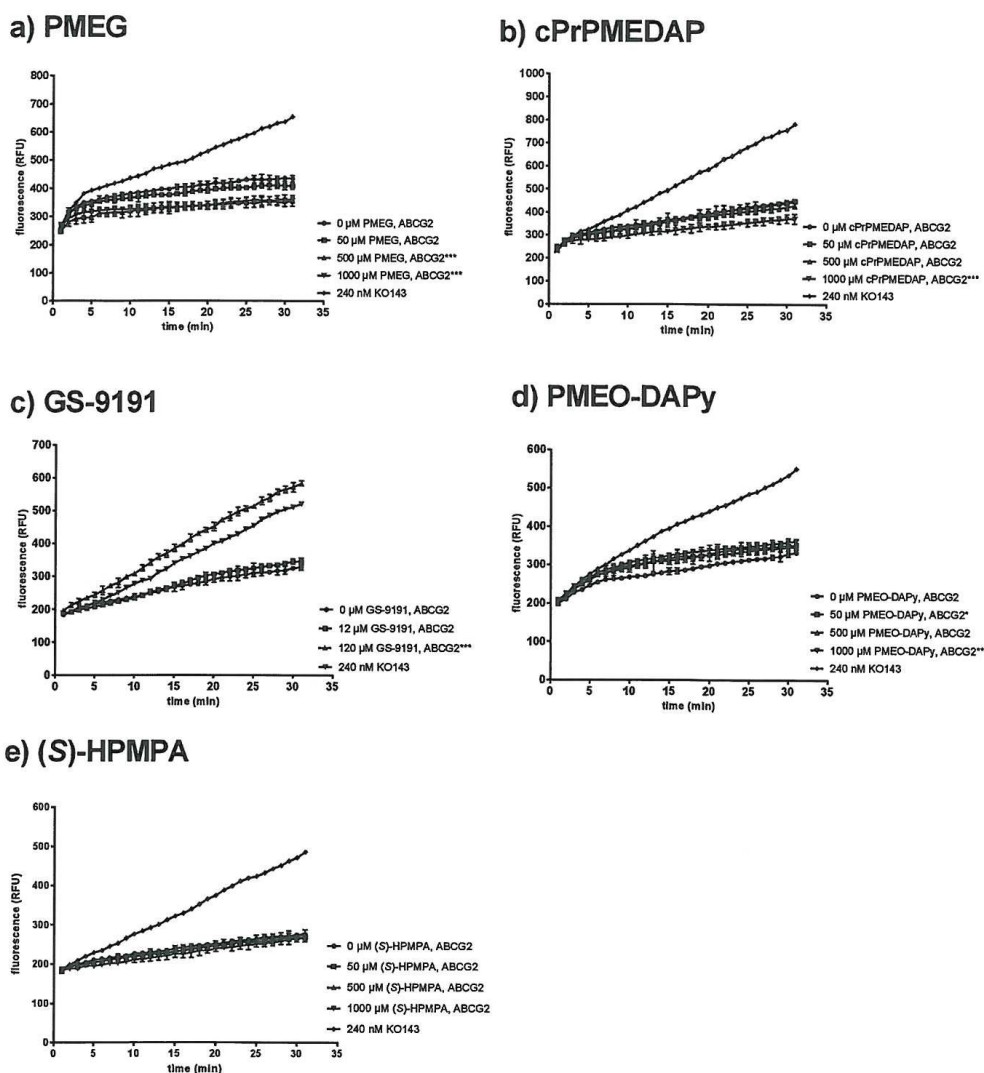 a) PMEG
800
700
600
500
400
300
200
100
0
fluorescence (RFU)
0 5 10 15 20 25 30 35
time (min)
0 µM PMEG, ABCG2
50 µM PMEG, ABCG2
500 µM PMEG, ABCG2***
1000 µM PMEG, ABCG2***
240 nM KO143
b) cPrPMEDAP
1000
900
800
700
600
500
400
300
200
100
0
fluorescence (RFU)
0 5 10 15 20 25 30 35
time (min)
0 µM cPrPMEDAP, ABCG2
50 µM cPrPMEDAP, ABCG2
500 µM cPrPMEDAP, ABCG2
1000 µM cPrPMEDAP, ABCG2***
240 nM KO143
c) GS-9191
700
600
500
400
300
200
100
0
fluorescence (RFU)
0 5 10 15 20 25 30 35
time (min)
0 µM GS-9191, ABCG2
12 µM GS-9191, ABCG2
120 µM GS-9191, ABCG2***
240 nM KO143
d) PMEO-DAPy
600
500
400
300
200
100
0
fluorescence (RFU)
0 5 10 15 20 25 30 35
time (min)
0 µM PMEO-DAPy, ABCG2
50 µM PMEO-DAPy, ABCG2*
500 µM PMEO-DAPy, ABCG2
1000 µM PMEO-DAPy, ABCG2**
240 nM KO143
e) (S)-HPMPA
600
500
400
300
200
100
0
fluorescence (RFU)
0 5 10 15 20 25 30 35
time (min)
0 µM (S)-HPMPA, ABCG2
50 µM (S)-HPMPA, ABCG2
500 µM (S)-HPMPA, ABCG2
1000 µM (S)-HPMPA, ABCG2
240 nM KO143